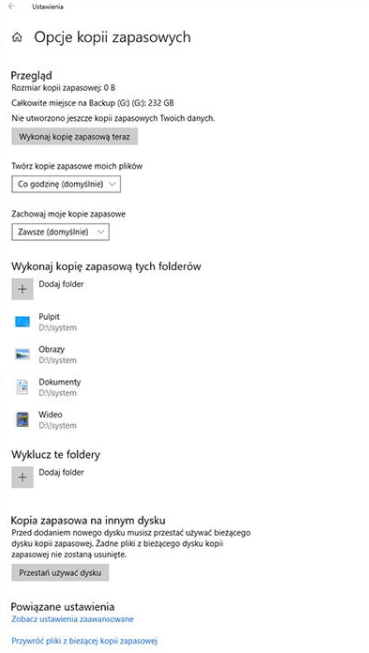 Ustawienia
Opcje kopii zapasowych
Przegląd
Rozmiar kopii zapasowej: 0 B
Całkowite miejsce na Backup (G:) (G:): 232 GB
Nie utworzono jeszcze kopii zapasowych Twoich danych.
Wykonaj kopię zapasową teraz
Twórz kopie zapasowe moich plików
Co godzinę (domyślnie)
Zachowaj moje kopie zapasowe
Zawsze (domyślnie)
Wykonaj kopię zapasową tych folderów
Dodaj folder
Pulpit
D:\!system
Obrazy
D:\!system
Dokumenty
D:\!system
Wideo
D:\!system
Wyklucz te foldery
Dodaj folder
Kopia zapasowa na innym dysku
Przed dodaniem nowego dysku musisz przestać używać bieżącego
dysku kopii zapasowej. Żadne pliki z bieżącego dysku kopii
zapasowej nie zostaną usunięte.
Przestań używać dysku
Powiązane ustawienia
Zobacz ustawienia zaawansowane
Przywróć pliki z bieżącej kopii zapasowej